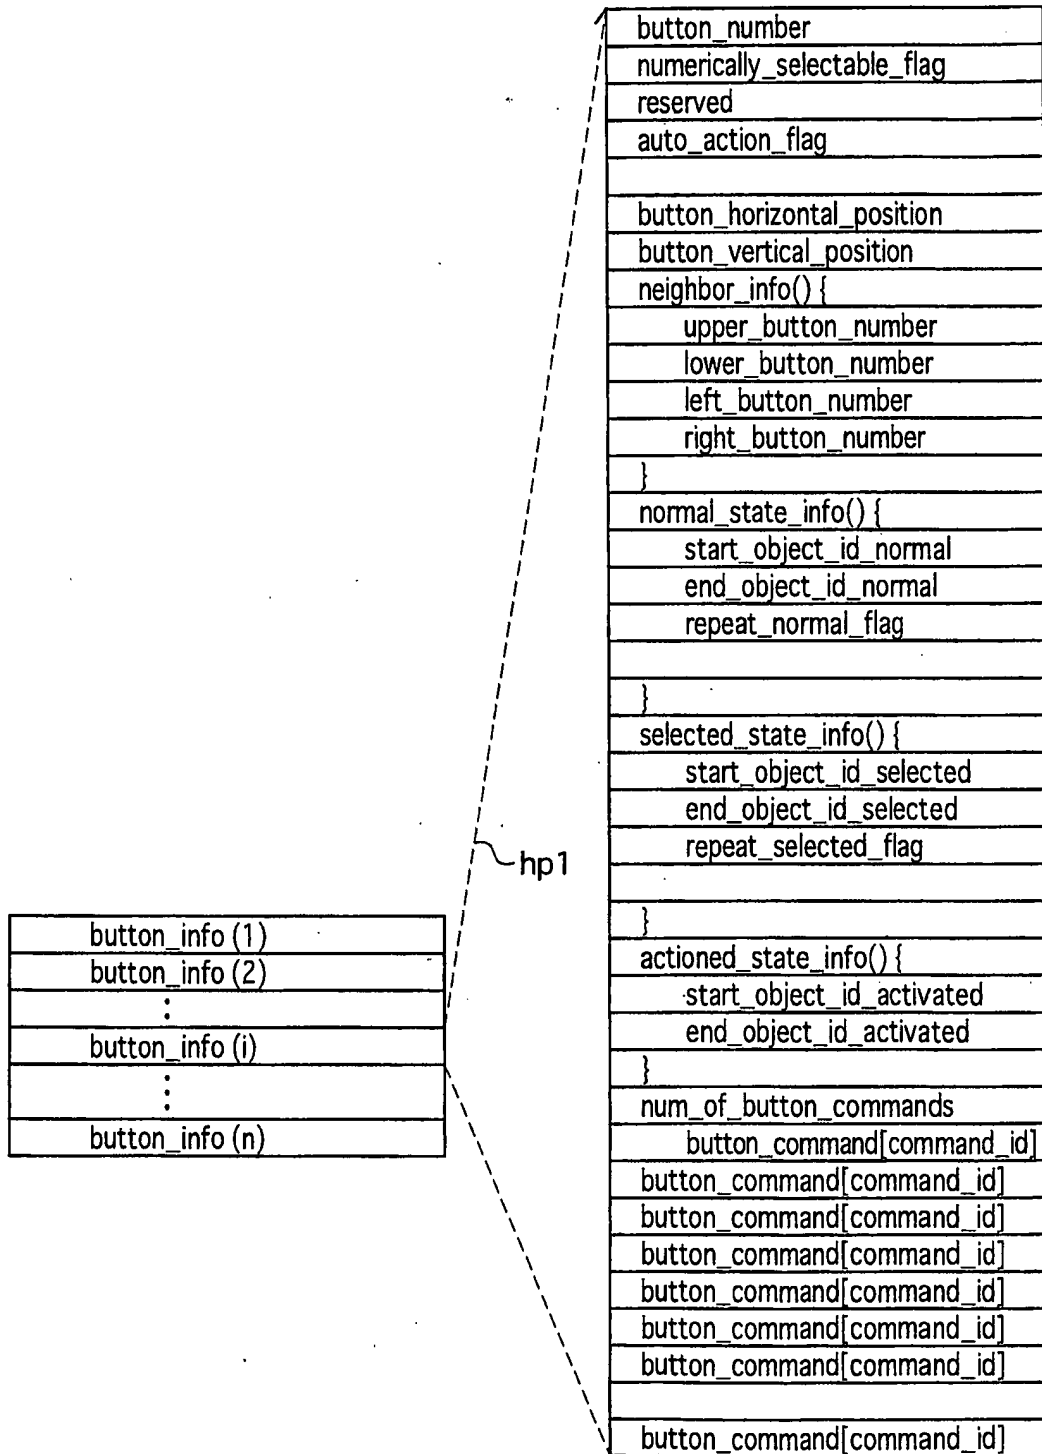 button_number
numerically_selectable_flag
reserved
auto_action_flag
button_horizontal_position
button_vertical_position
neighbor_info() {
upper_button_number
lower_button_number
left_button_number
right_button_number
}
normal_state_info() {
start_object_id_normal
end_object_id_normal
repeat_normal_flag
}
selected_state_info() {
start_object_id_selected
end_object_id_selected
repeat_selected_flag
}
actioned_state_info() {
start_object_id_activated
end_object_id_activated
}
num_of_button_commands
button_command[command_id]
button_command[command_id]
button_command[command_id]
button_command[command_id]
button_command[command_id]
button_command[command_id]
button_command[command_id]
button_command[command_id]
hp1
button_info (1)
button_info (2)
⋮
button_info (i)
⋮
button_info (n)